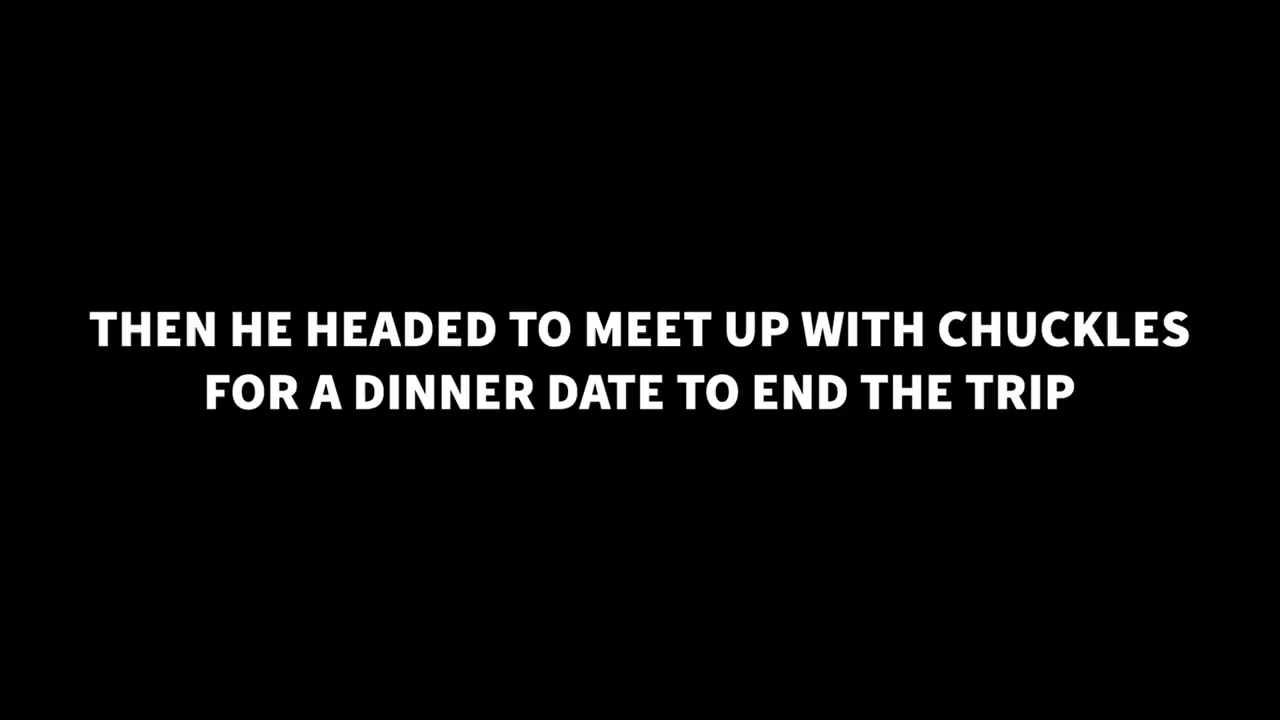 THEN HE HEADED TO MEET UP WITH CHUCKLES
FOR A DINNER DATE TO END THE TRIP